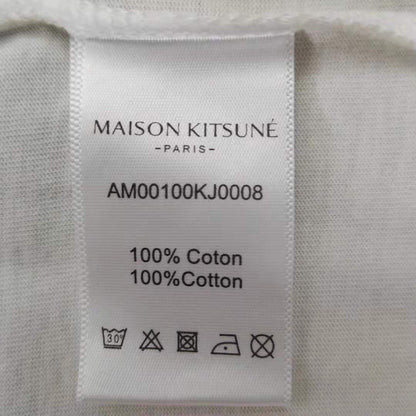 MAISON KITSUNÉ
-PARIS-
AM00100KJ0008
100% Coton
100%Cotton
30°